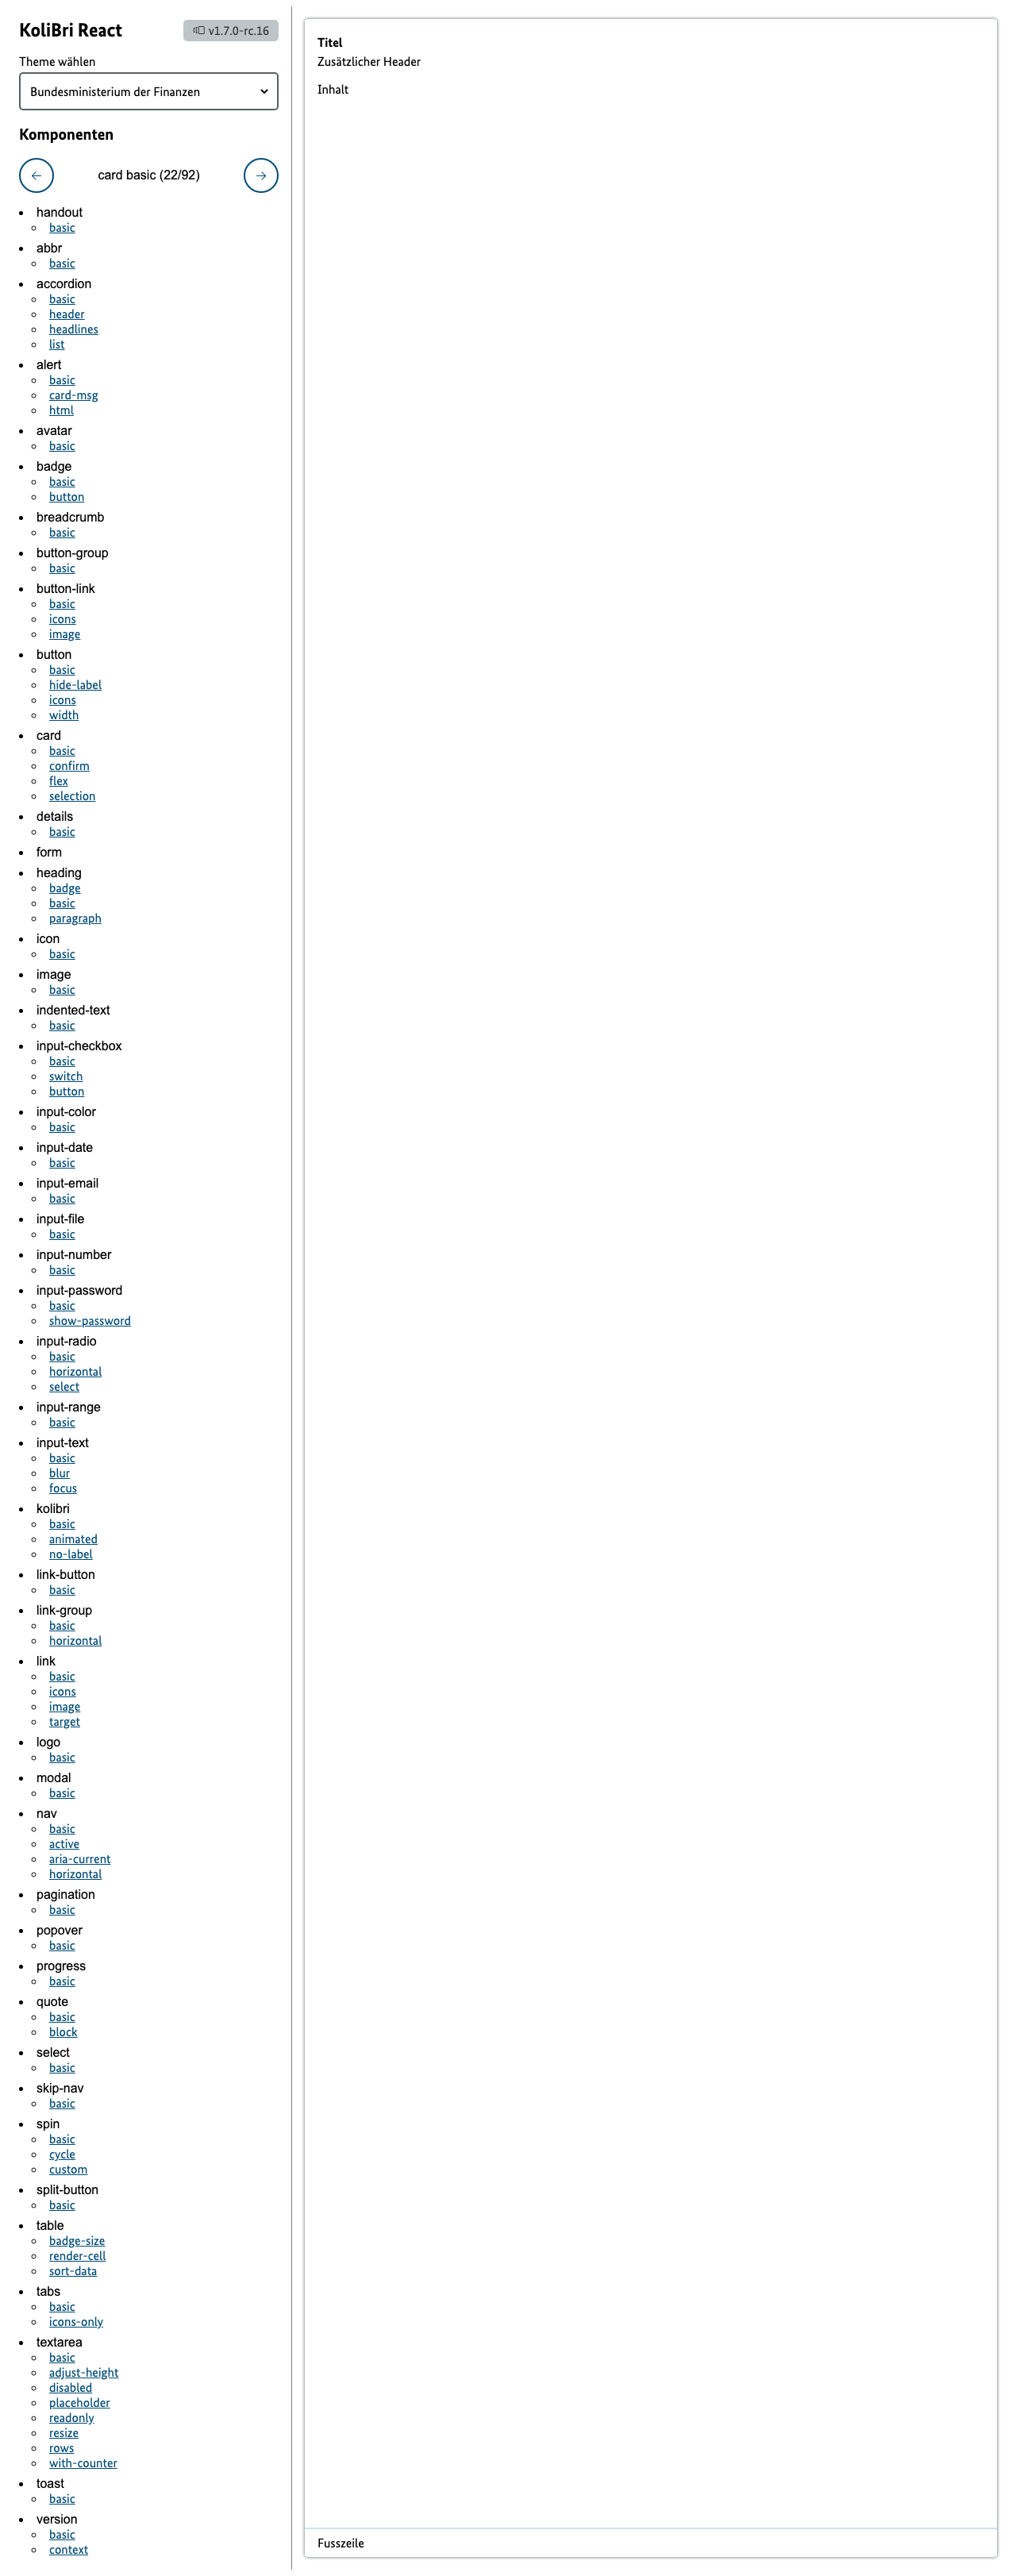 KoliBri React
v1.7.0-rc.16
Theme wählen
Bundesministerium der Finanzen
Komponenten
card basic (22/92)
handout
basic
abbr
basic
accordion
basic
header
headlines
list
alert
basic
card-msg
html
avatar
basic
badge
basic
button
breadcrumb
basic
button-group
basic
button-link
basic
icons
image
button
basic
hide-label
icons
width
card
basic
confirm
flex
selection
details
basic
form
heading
badge
basic
paragraph
icon
basic
image
basic
indented-text
basic
input-checkbox
basic
switch
button
input-color
basic
input-date
basic
input-email
basic
input-file
basic
input-number
basic
input-password
basic
show-password
input-radio
basic
horizontal
select
input-range
basic
input-text
basic
blur
focus
kolibri
basic
animated
no-label
link-button
basic
link-group
basic
horizontal
link
basic
icons
image
target
logo
basic
modal
basic
nav
basic
active
aria-current
horizontal
pagination
basic
popover
basic
progress
basic
quote
basic
block
select
basic
skip-nav
basic
spin
basic
cycle
custom
split-button
basic
table
badge-size
render-cell
sort-data
tabs
basic
icons-only
textarea
basic
adjust-height
disabled
placeholder
readonly
resize
rows
with-counter
toast
basic
version
basic
context
Titel
Zusätzlicher Header
Inhalt
Fusszeile